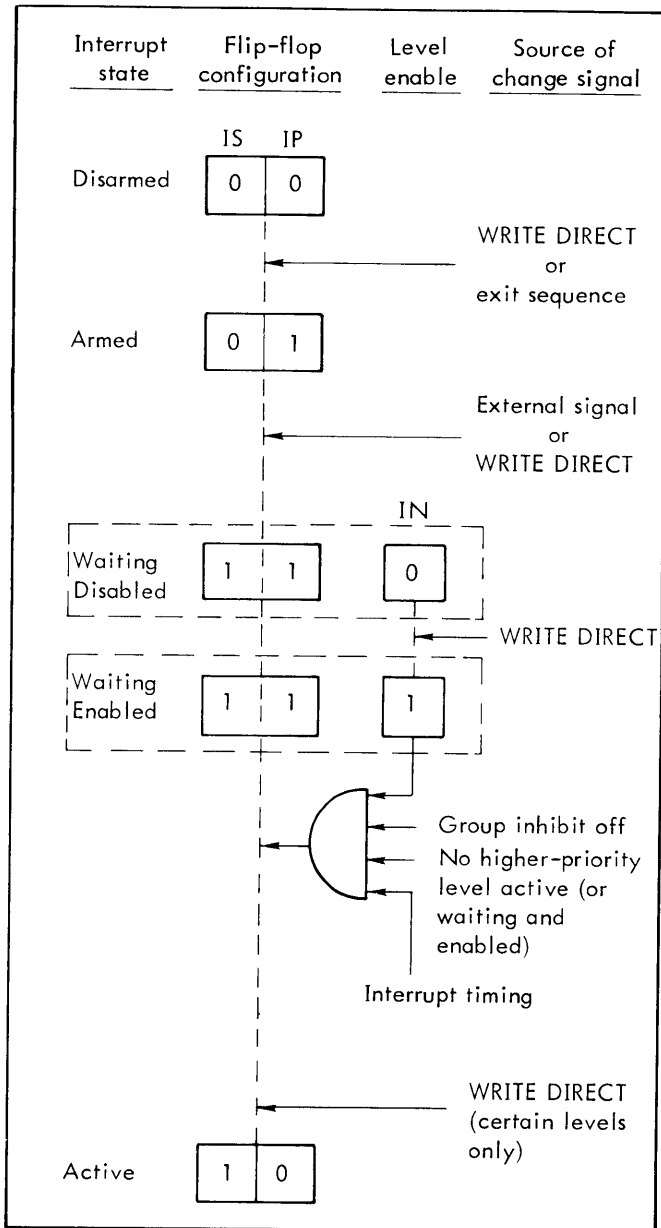 Interrupt state
Flip-flop configuration
Level enable
Source of change signal
IS IP
Disarmed
0 0
WRITE DIRECT
or
exit sequence
Armed
0 1
External signal
or
WRITE DIRECT
IN
Waiting
Disabled
1 1
0
WRITE DIRECT
Waiting
Enabled
1 1
1
Group inhibit off
No higher-priority
level active (or
waiting and
enabled)
Interrupt timing
WRITE DIRECT
(certain levels
only)
Active
1 0